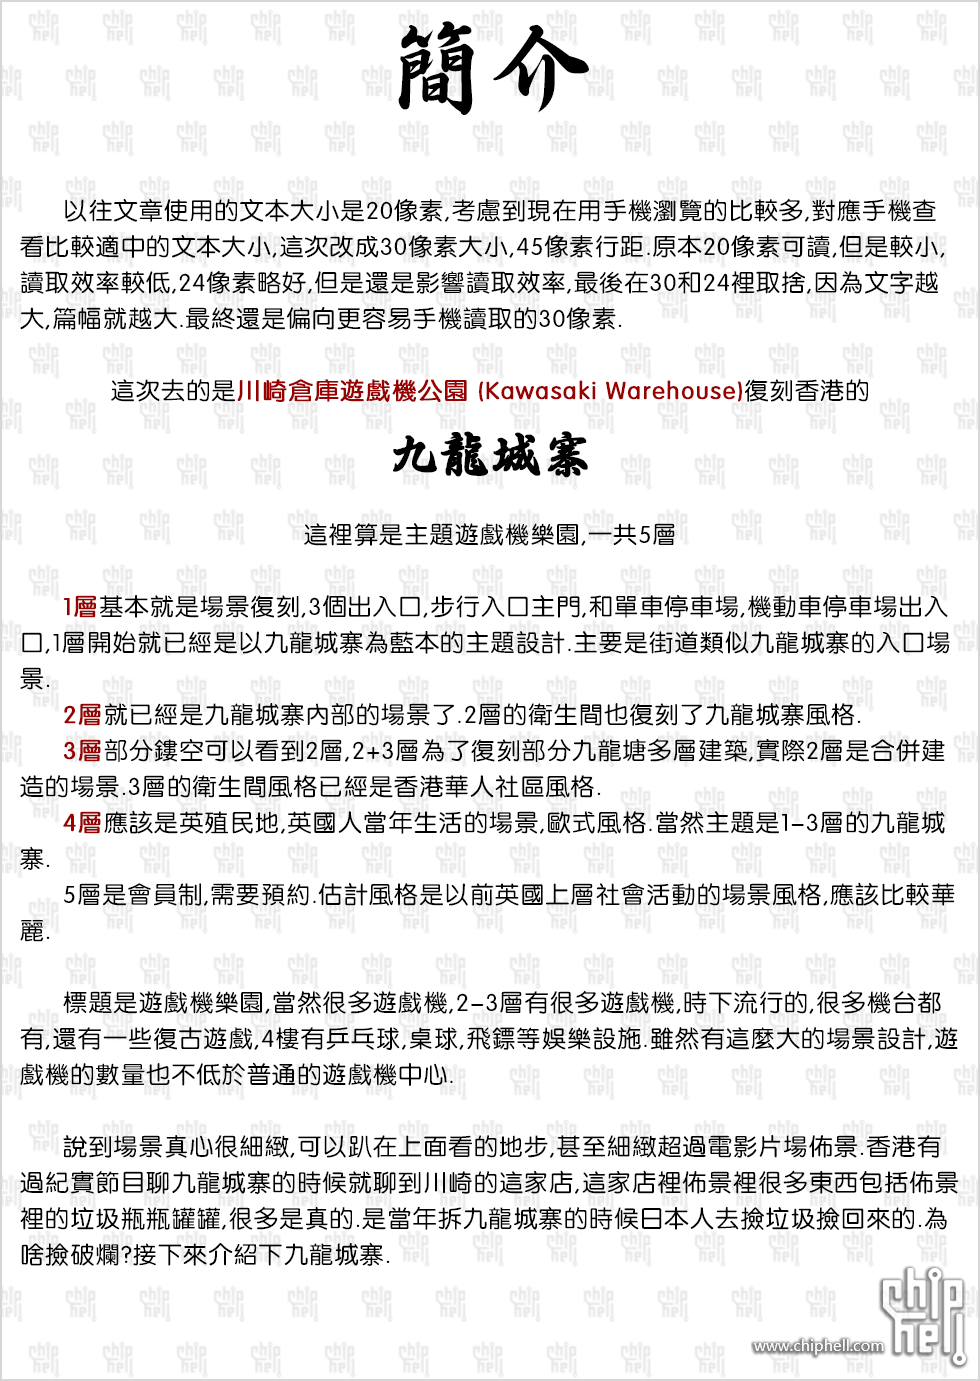 簡介
以往文章使用的文本大小是20像素,考慮到現在用手機瀏覽的比較多,對應手機查
看比較適中的文本大小,這次改成30像素大小,45像素行距.原本20像素可讀,但是較小,
讀取效率較低,24像素略好,但是還是影響讀取效率,最後在30和24裡取捨,因為文字越
大,篇幅就越大.最終還是偏向更容易手機讀取的30像素.
這次去的是川崎倉庫遊戲機公園 (Kawasaki Warehouse)復刻香港的
九龍城寨
這裡算是主題遊戲機樂園,一共5層
1層基本就是場景復刻,3個出入口,步行入口主門,和單車停車場,機動車停車場出入
口,1層開始就已經是以九龍城寨為藍本的主題設計.主要是街道類似九龍城寨的入口場
景.
2層就已經是九龍城寨內部的場景了.2層的衛生間也復刻了九龍城寨風格.
3層部分鏤空可以看到2層,2+3層為了復刻部分九龍塘多層建築,實際2層是合併建
造的場景.3層的衛生間風格已經是香港華人社區風格.
4層應該是英殖民地,英國人當年生活的場景,歐式風格.當然主題是1-3層的九龍城
寨.
5層是會員制,需要預約.估計風格是以前英國上層社會活動的場景風格,應該比較華
麗.
標題是遊戲機樂園,當然很多遊戲機,2-3層有很多遊戲機,時下流行的,很多機台都
有,還有一些復古遊戲,4樓有乒乓球,桌球,飛鏢等娛樂設施.雖然有這麼大的場景設計,遊
戲機的數量也不低於普通的遊戲機中心.
說到場景真心很細緻,可以趴在上面看的地步,甚至細緻超過電影片場佈景.香港有
過紀實節目聊九龍城寨的時候就聊到川崎的這家店,這家店裡佈景裡很多東西包括佈景
裡的垃圾瓶瓶罐罐,很多是真的.是當年拆九龍城寨的時候日本人去撿垃圾撿回來的.為
啥撿破爛?接下來介紹下九龍城寨.
chip
hell
www.chiphell.com